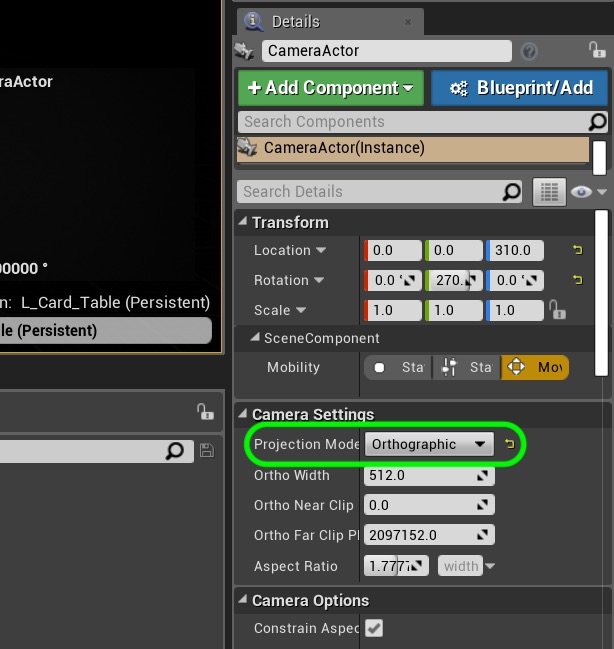 Details
CameraActor
raActor
+ Add Component
Blueprint/Add
Search Components
CameraActor(Instance)
Search Details
Transform
Location 0.0 0.0 310.0
00000 °
Rotation 0.0 ° 270. 0.0 °
n: L_Card_Table (Persistent)
Scale 1.0 1.0 1.0
le (Persistent)
SceneComponent
Mobility Sta Sta Mov
Camera Settings
Projection Mode Orthographic
Ortho Width 512.0
Ortho Near Clip 0.0
Ortho Far Clip Pl 2097152.0
Aspect Ratio 1.777 width
Camera Options
Constrain Aspec